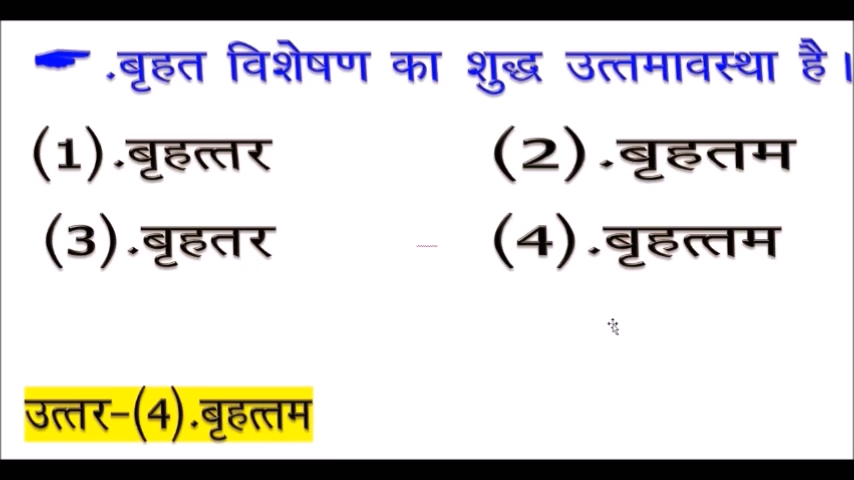 .बृहत विशेषण का शुद्ध उत्तमावस्था है।
(1).बृहत्तर (2).बृहतम
(3).बृहतर (4).बृहत्तम
उत्तर-(4).बृहत्तम